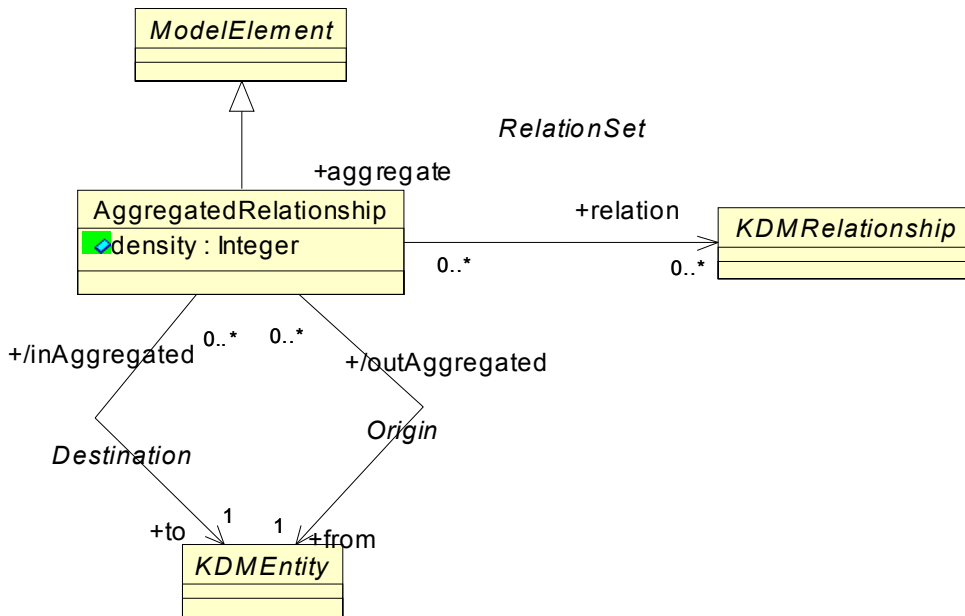 ModelElement
RelationSet
+aggregate
AggregatedRelationship
+relation
KDMRelationship
density : Integer
0..*
0..*
0..*
0..*
+/inAggregated
+/outAggregated
Origin
Destination
1
1
+to
+from
KDMEntity